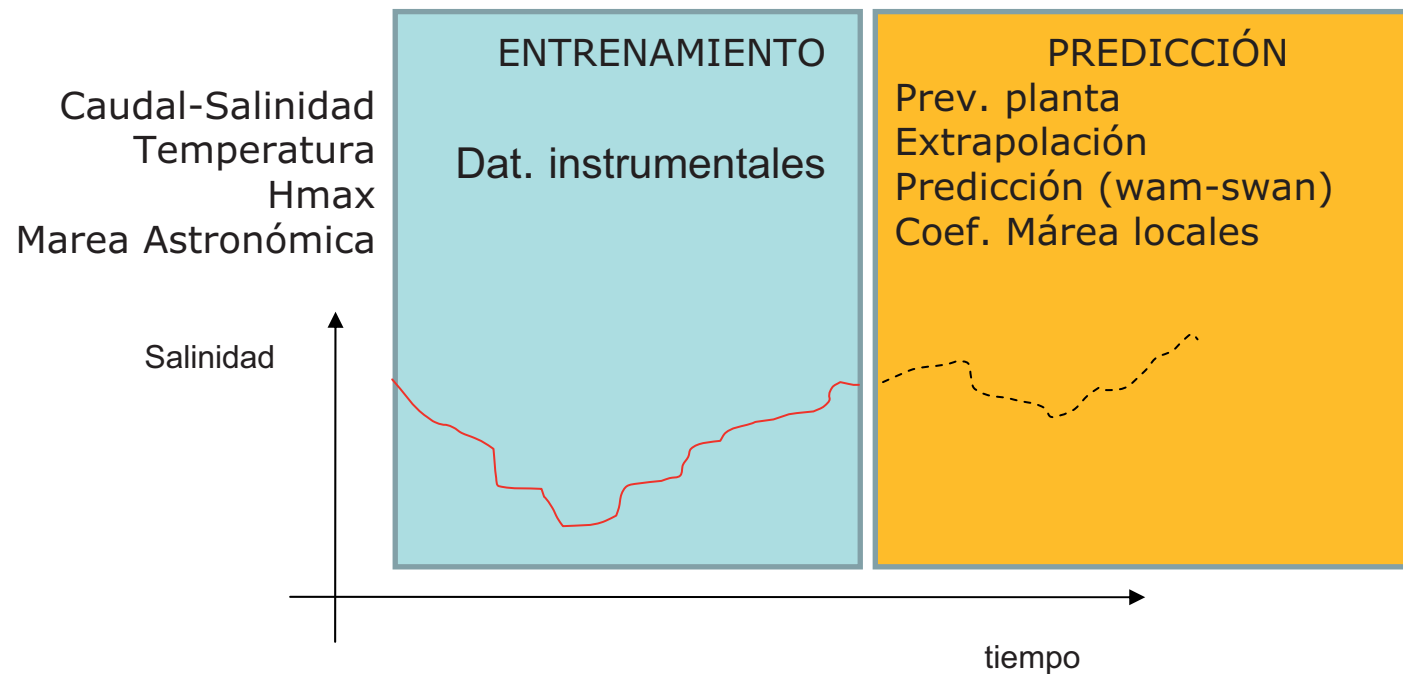 Caudal-Salinidad
Temperatura
Hmax
Marea Astronómica
ENTRENAMIENTO
Dat. instrumentales
PREDICCIÓN
Prev. planta
Extrapolación
Predicción (wam-swan)
Coef. Márea locales
Salinidad
tiempo